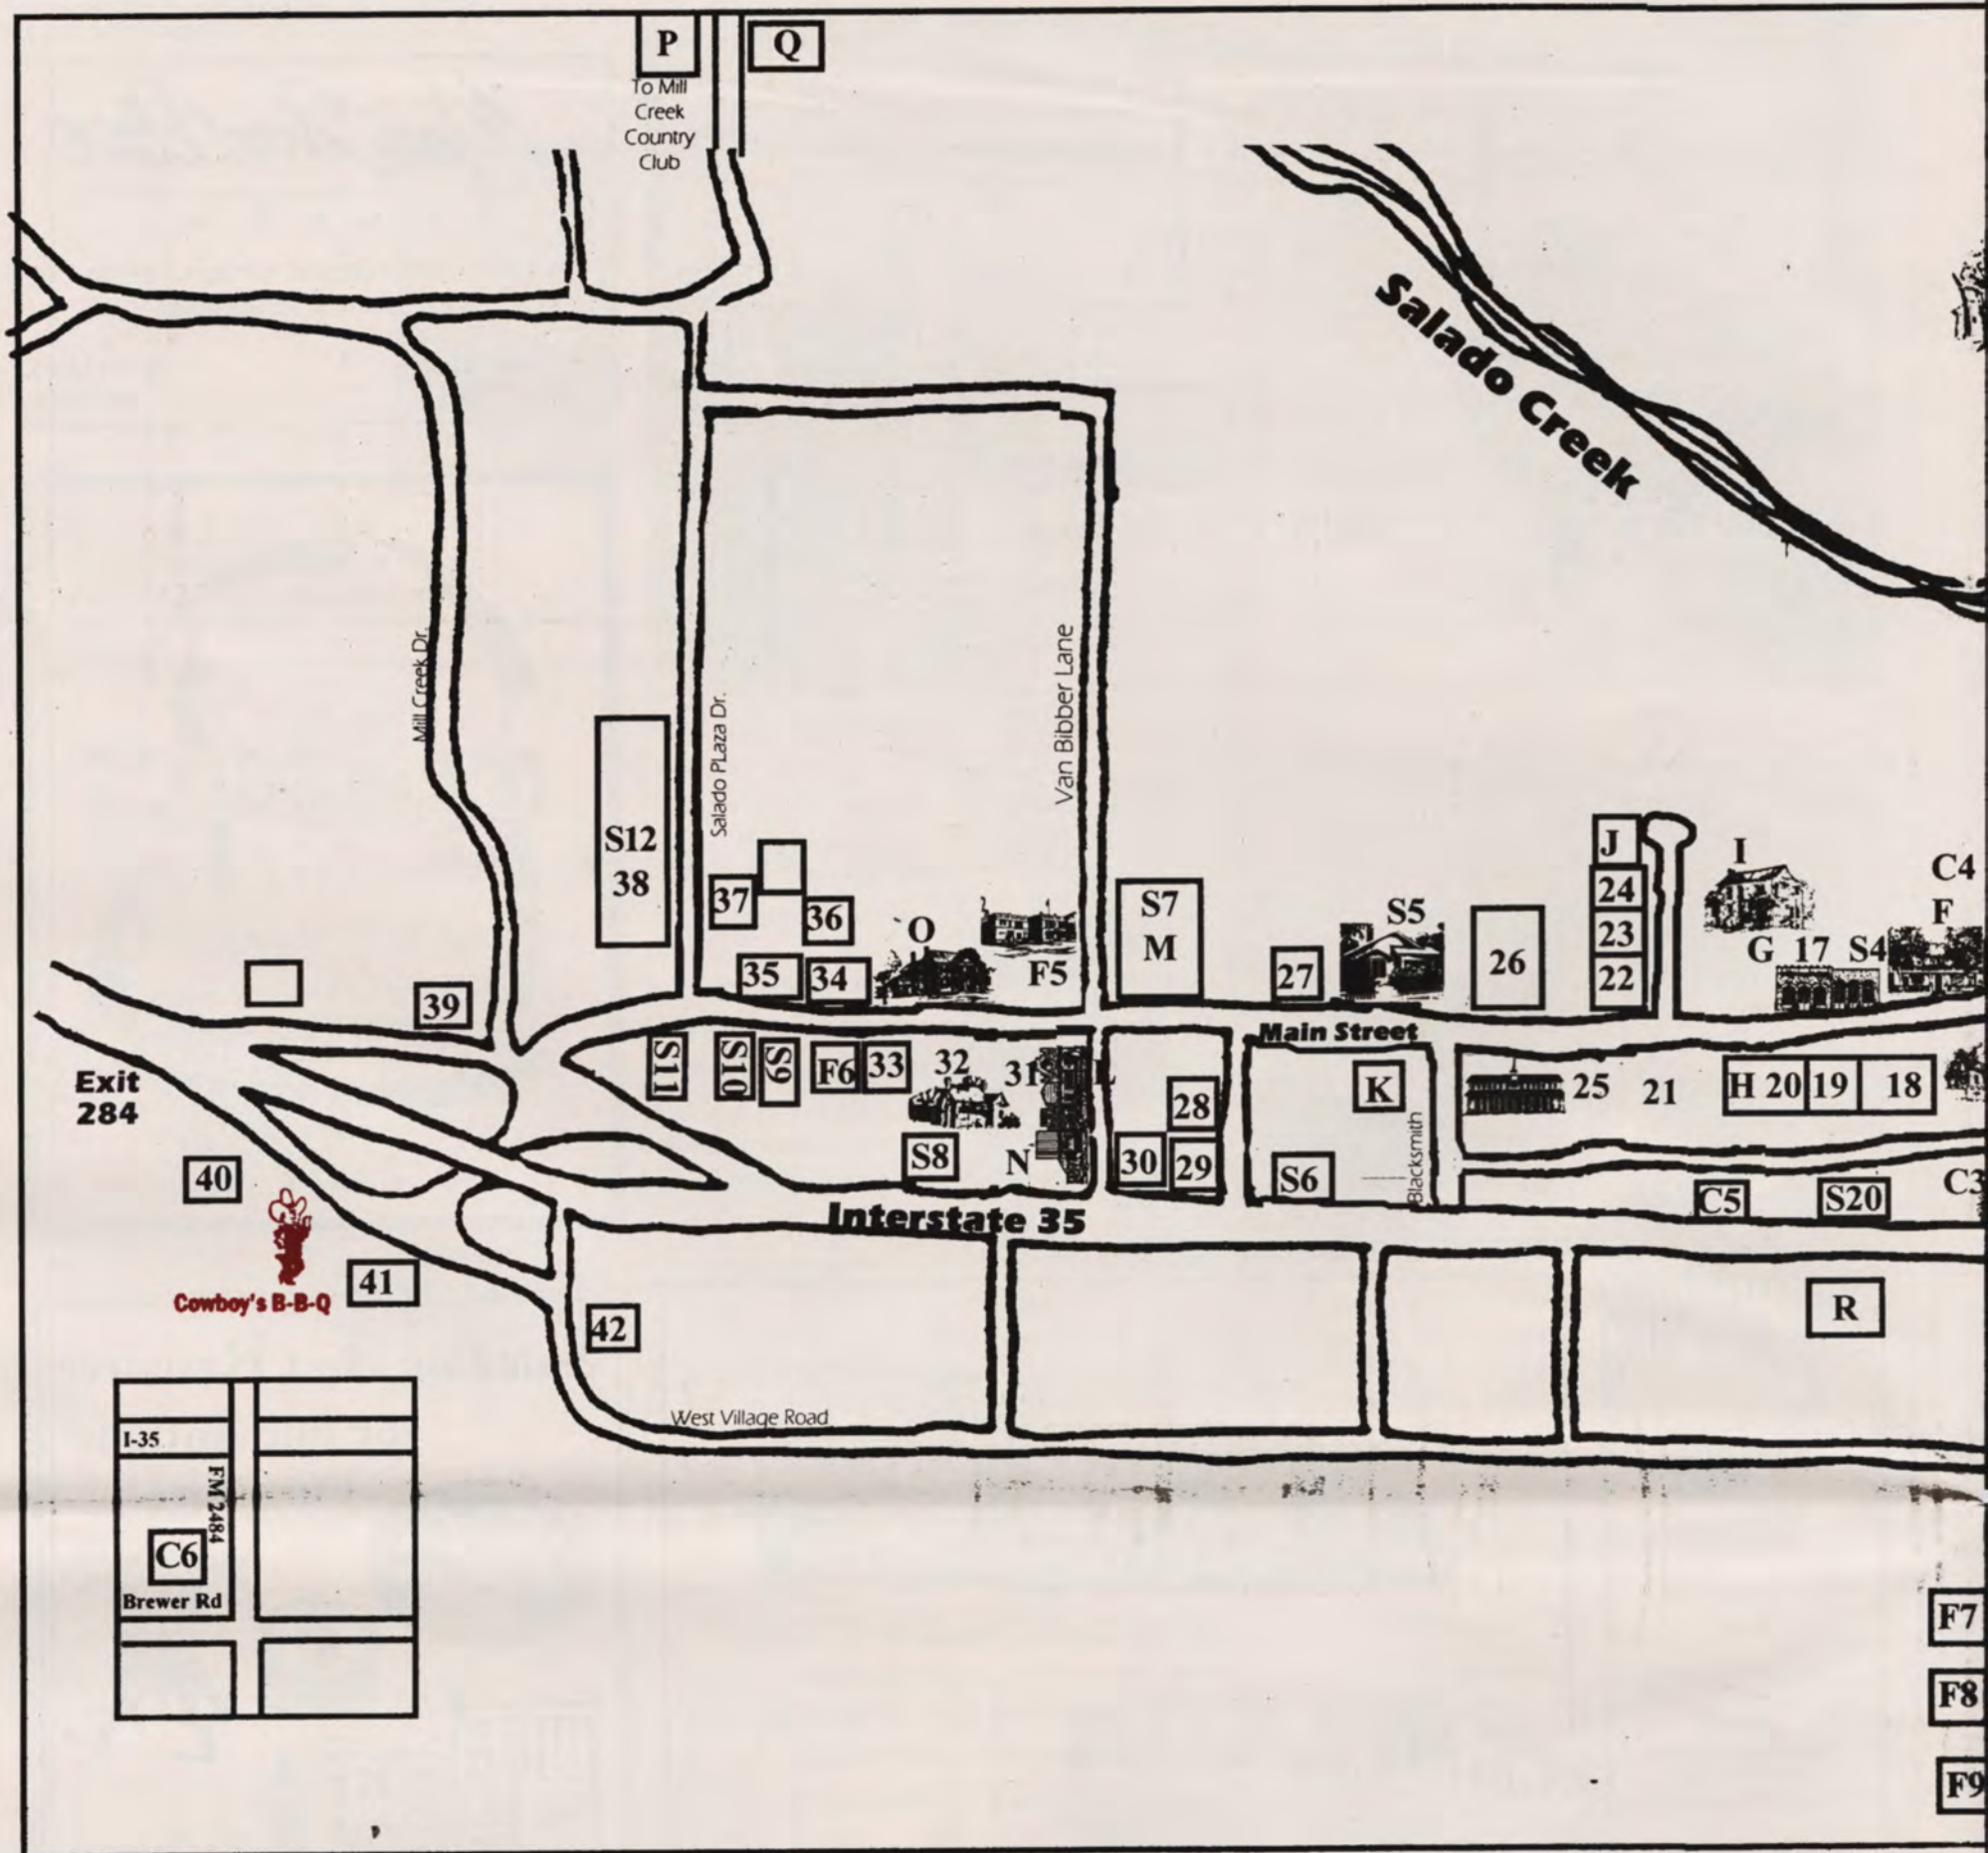 P
Q
To Mill
Creek
Country
Club
Salado Creek
Mill Creek Dr.
Salado PLaza Dr.
Van Bibber Lane
S12
38
37
36
35
34
O
F5
S7
M
27
S5
26
J
24
23
22
I
G 17 S4
C4
F
39
Main Street
S11
S10
S9
F6
33
32
31
L
28
K
25
21
H 20
19
18
Exit
284
S8
N
30
29
S6
Blacksmith
C5
S20
C3
40
Cowboy's B-B-Q
41
Interstate 35
42
R
West Village Road
I-35
FM 2484
C6
Brewer Rd
F7
F8
F9